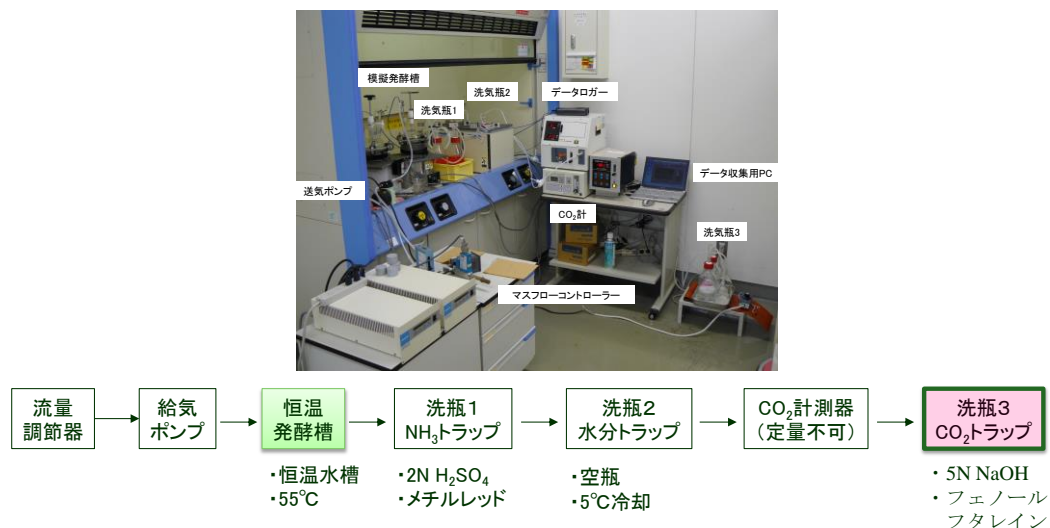 模擬発酵槽
洗気瓶1
洗気瓶2
データロガー
送気ポンプ
データ収集用PC
CO₂計
洗気瓶3
マスフローコントローラー
流量
調節器
給気
ポンプ
恒温
発酵槽
洗瓶１
NH₃トラップ
洗瓶２
水分トラップ
CO₂計測器
(定量不可)
洗瓶３
CO₂トラップ
・恒温水槽
・55℃
・2N H₂SO₄
・メチルレッド
・空瓶
・5℃冷却
・5N NaOH
・フェノール
フタレイン